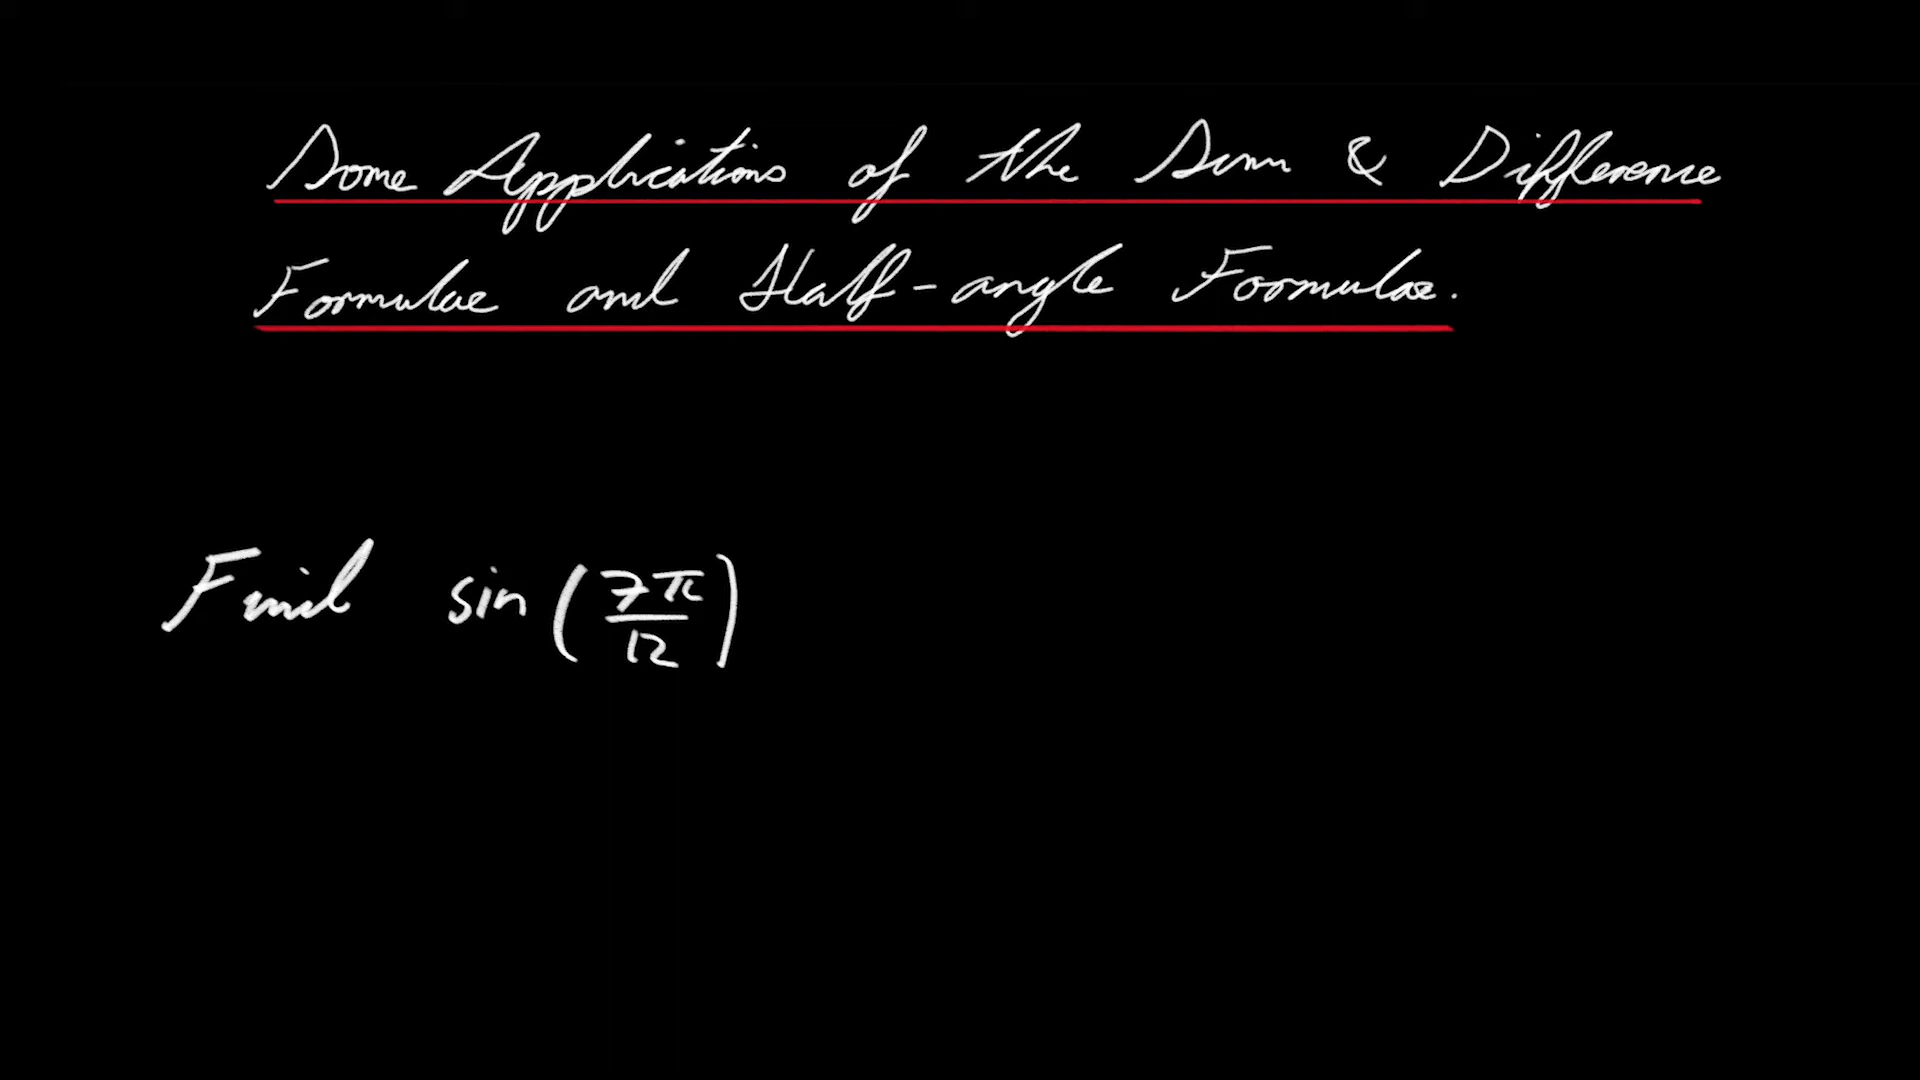 Some Applications of the Sum & Difference
Formulae and Half-angle Formulae.
Find sin(7π/12)